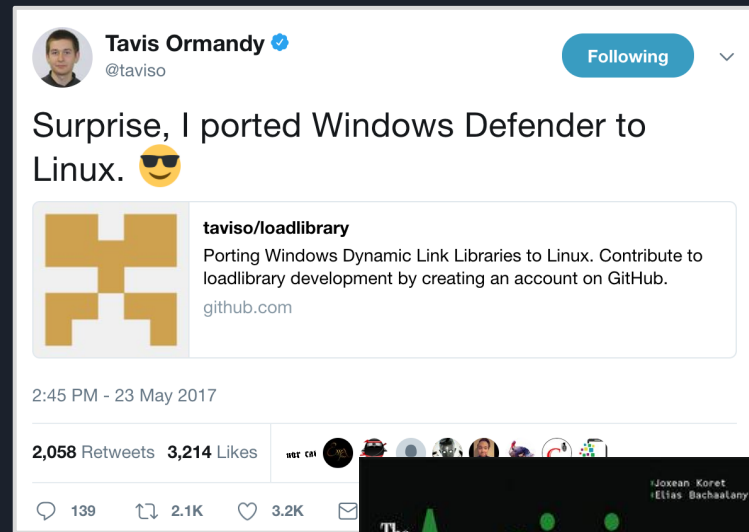 Tavis Ormandy
@taviso
Following
Surprise, I ported Windows Defender to
Linux. 😎
taviso/loadlibrary
Porting Windows Dynamic Link Libraries to Linux. Contribute to
loadlibrary development by creating an account on GitHub.
github.com
2:45 PM - 23 May 2017
2,058 Retweets 3,214 Likes
139 2.1K 3.2K
Joxean Koret
Elias Bachaalany
The